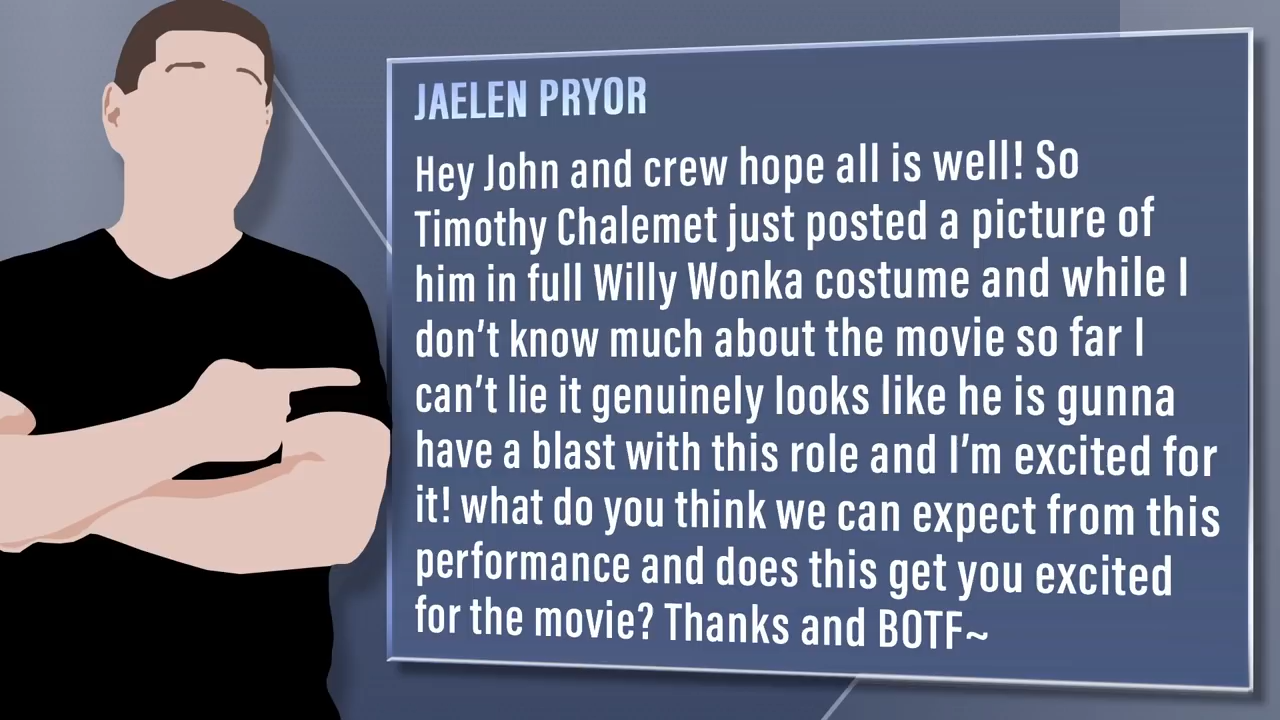 JAELEN PRYOR
Hey John and crew hope all is well! So
Timothy Chalemet just posted a picture of
him in full Willy Wonka costume and while I
don't know much about the movie so far I
can't lie it genuinely looks like he is gunna
have a blast with this role and I'm excited for
it! what do you think we can expect from this
performance and does this get you excited
for the movie? Thanks and BOTF~